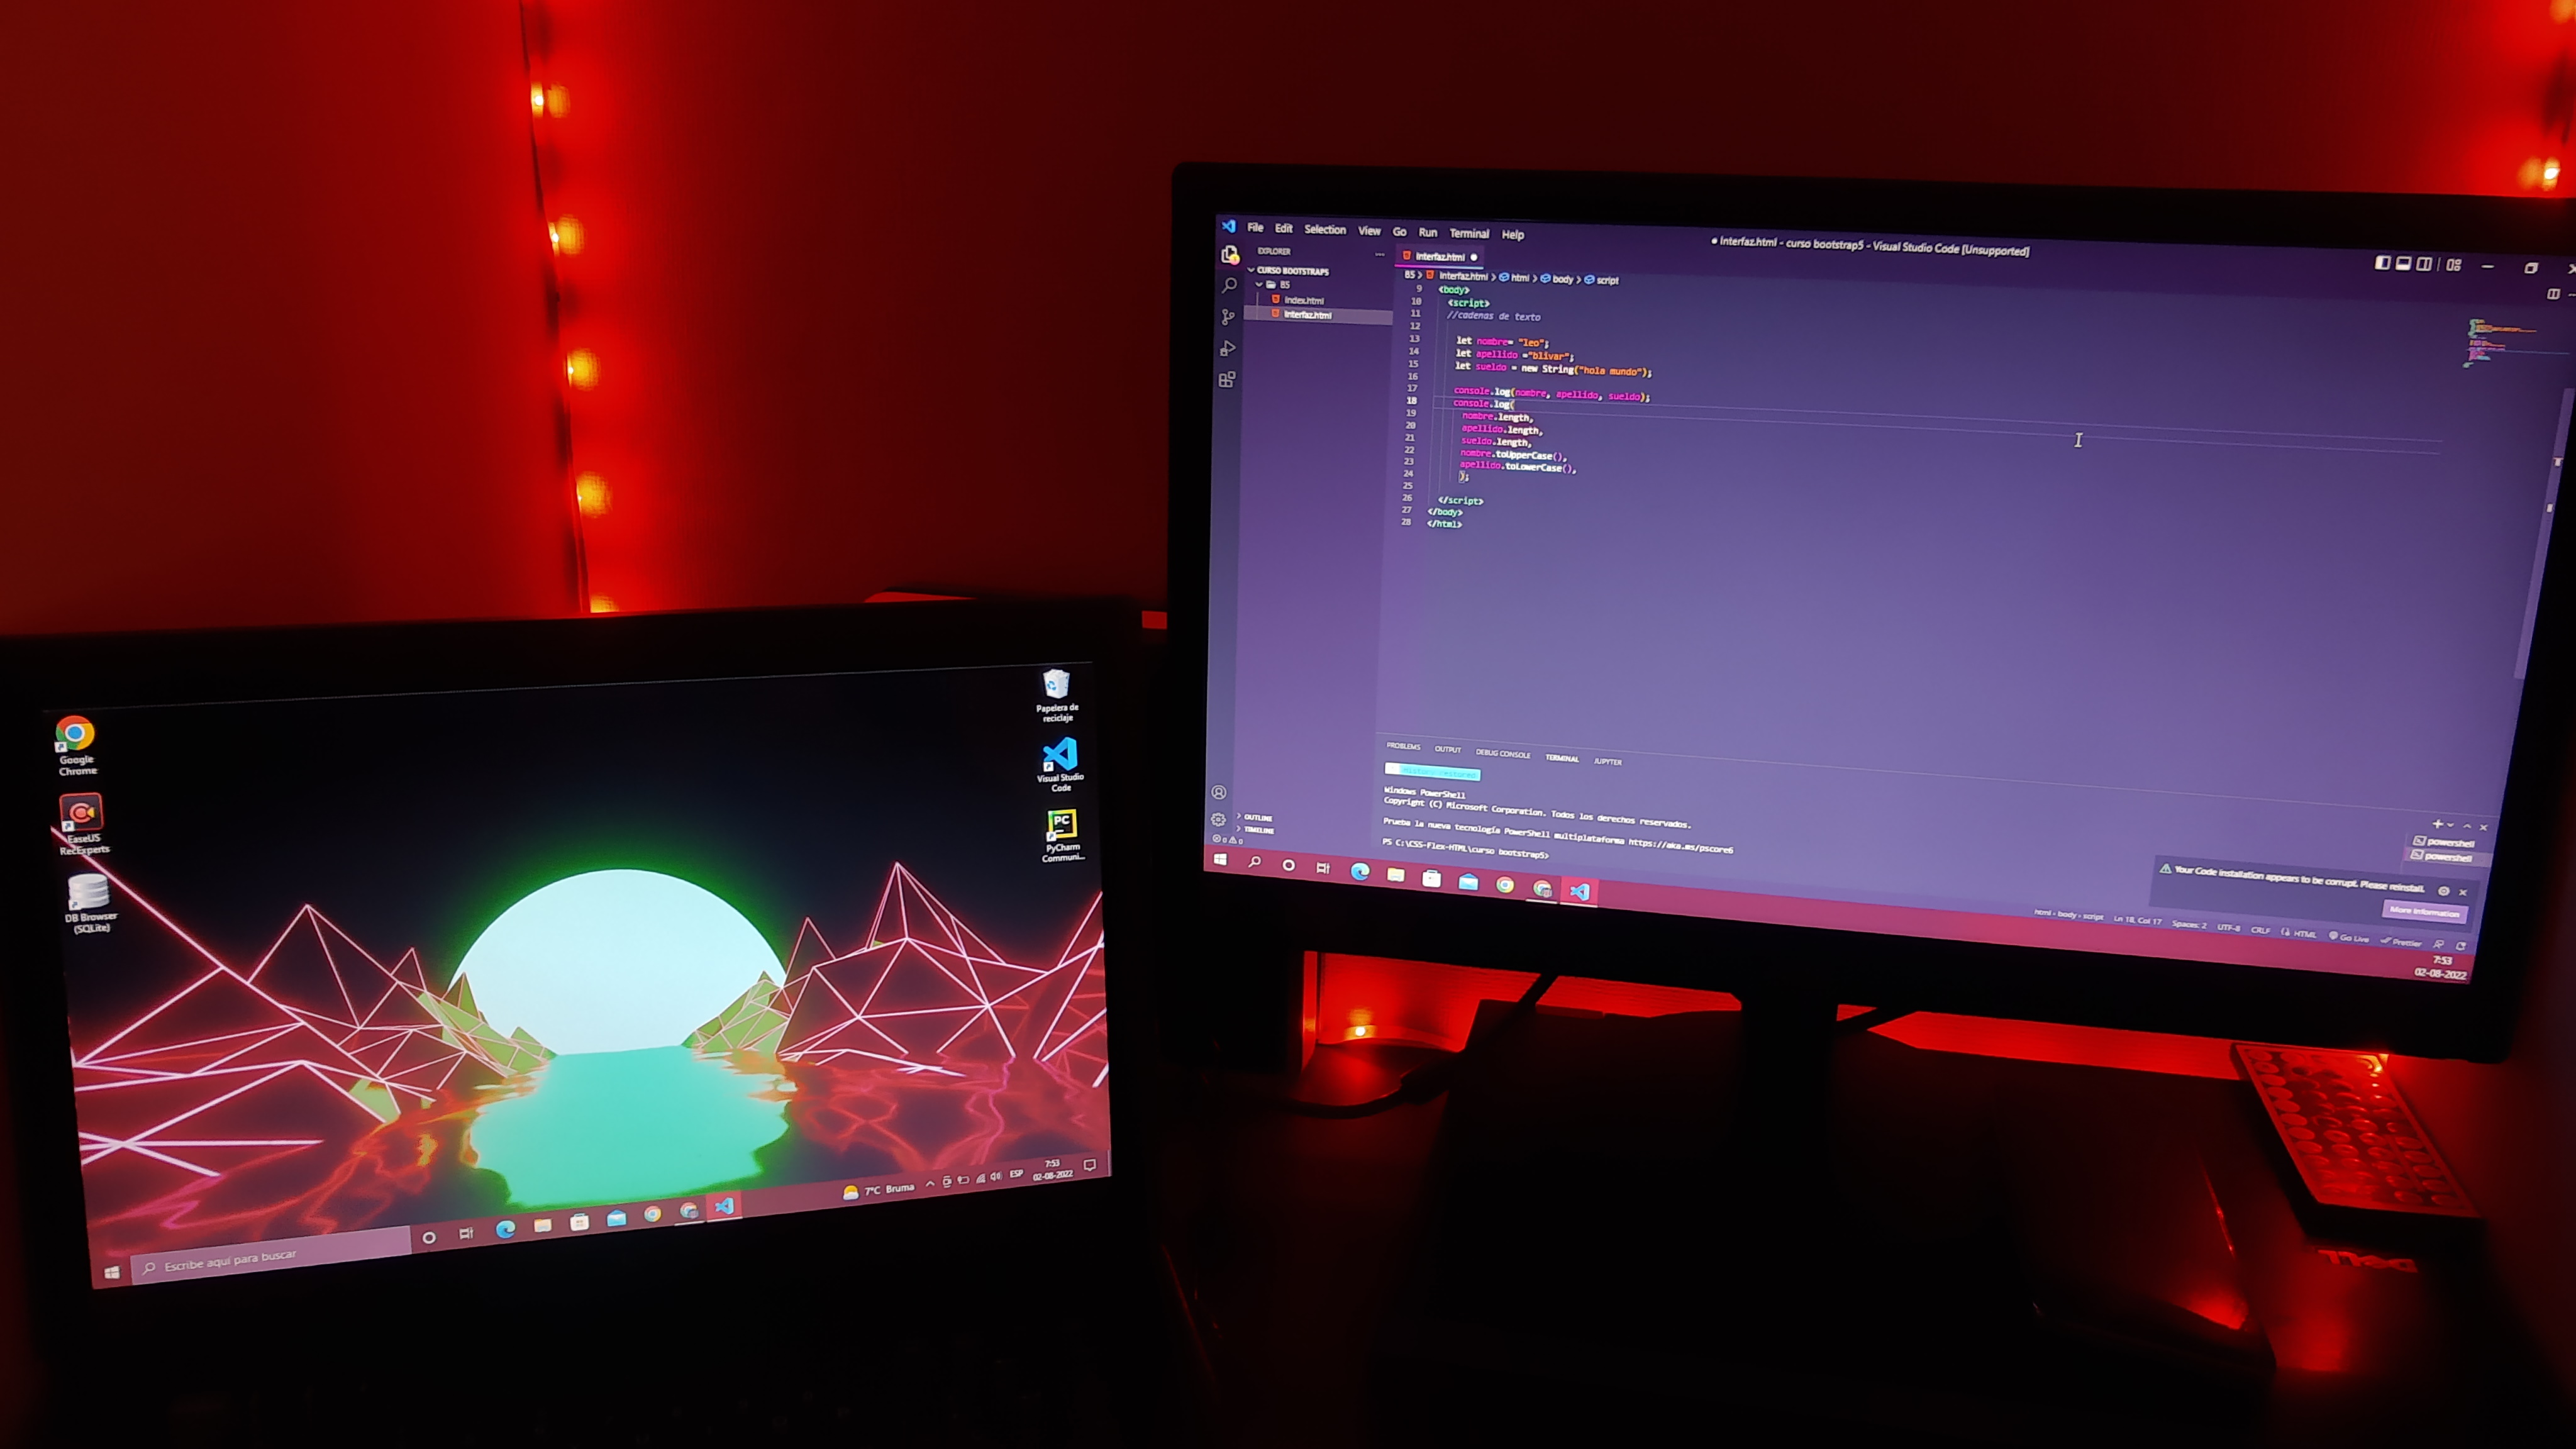 Google
Chrome
EaseUS
RecExperts
DB Browser
(SQLite)
Papelera de
reciclaje
Visual Studio
Code
PC
PyCharm
Communi...
Escribe aquí para buscar
7°C Bruma
ESP
7:53
02-08-2022
File Edit Selection View Go Run Terminal Help
● interfaz.html - curso bootstrap5 - Visual Studio Code [Unsupported]
EXPLORER
CURSO BOOTSTRAP5
B5
index.html
interfaz.html
interfaz.html ●
B5 > interfaz.html > html > body > script
9 <body>
10 <script>
11 //cadenas de texto
12
13 let nombre= "leo";
14 let apellido ="blivar";
15 let sueldo = new String("hola mundo");
16
17 console.log(nombre, apellido, sueldo);
18 console.log(
19 nombre.length,
20 apellido.length,
21 sueldo.length,
22 nombre.toUpperCase(),
23 apellido.toLowerCase(),
24 );
25
26 </script>
27 </body>
28 </html>
PROBLEMS OUTPUT DEBUG CONSOLE TERMINAL JUPYTER
Windows PowerShell
Copyright (C) Microsoft Corporation. Todos los derechos reservados.
Prueba la nueva tecnología PowerShell multiplataforma https://aka.ms/pscore6
PS C:\CSS-Flex-HTML\curso bootstrap5>
OUTLINE
TIMELINE
0 0
powershell
powershell
Your Code installation appears to be corrupt. Please reinstall.
More Information
html > body > script Ln 18, Col 17 Spaces: 2 UTF-8 CRLF HTML Go Live Prettier
7:53
02-08-2022
DELL